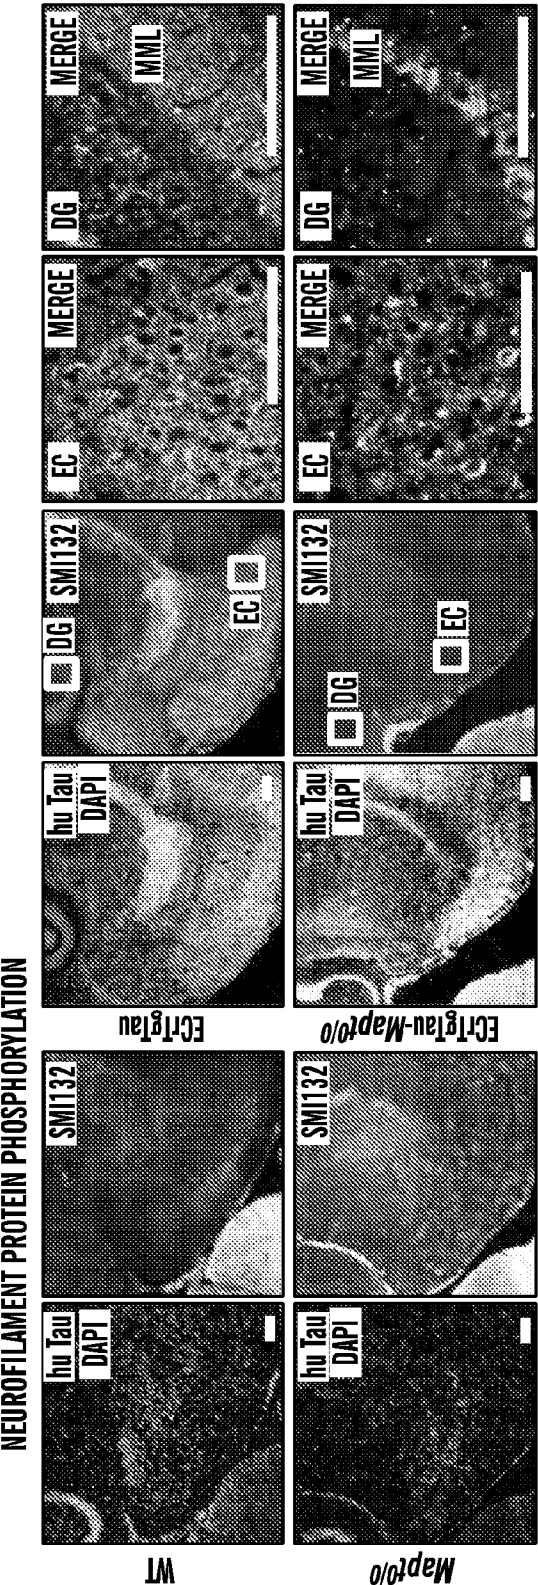 NEUROFILAMENT PROTEIN PHOSPHORYLATION
WT
hu Tau
DAPI
SMI132
ECrTgTau
hu Tau
DAPI
SMI132
DG
EC
EC
MERGE
DG
MERGE
MML
Mapt0/0
hu Tau
DAPI
SMI132
ECrTgTau-Mapt0/0
hu Tau
DAPI
SMI132
DG
EC
EC
MERGE
DG
MERGE
MML